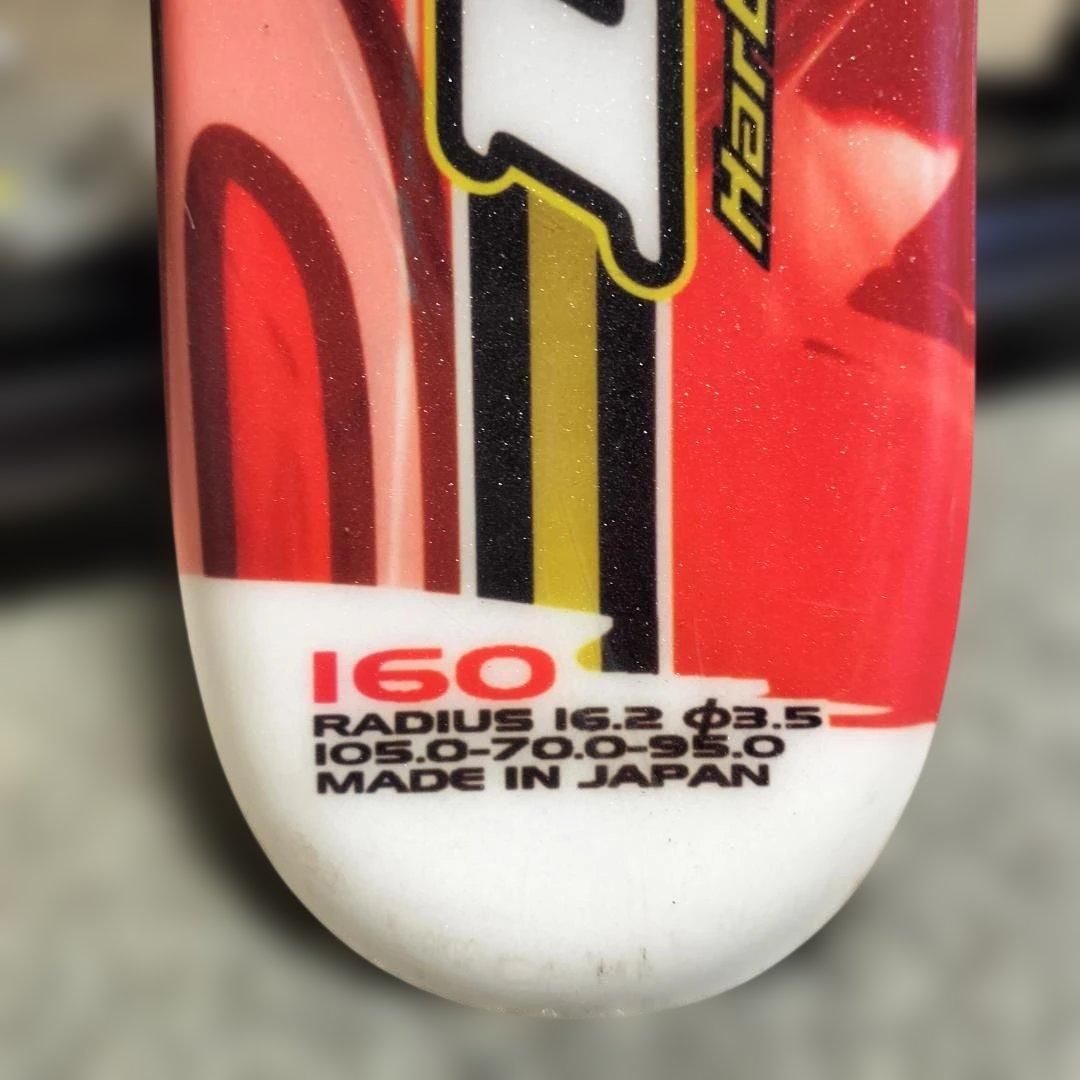 160
RADIUS 16.2 ϕ3.5
105.0-70.0-95.0
MADE IN JAPAN